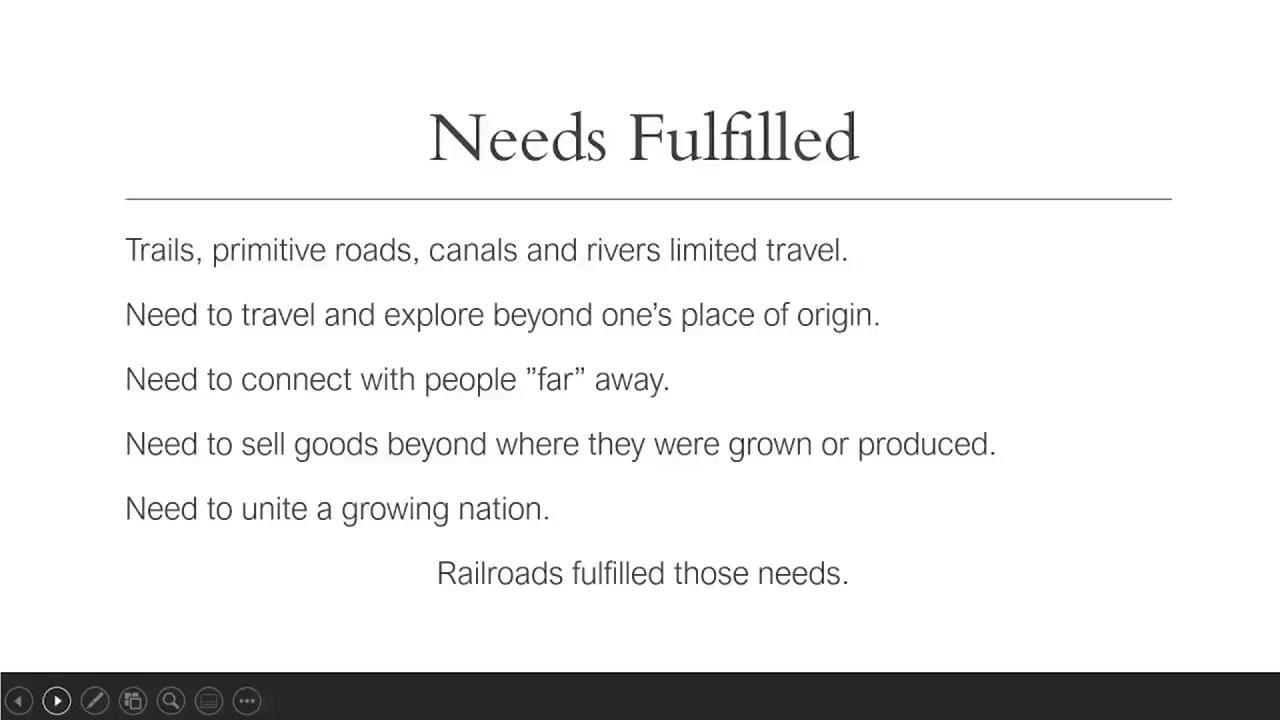 Needs Fulfilled
Trails, primitive roads, canals and rivers limited travel.
Need to travel and explore beyond one’s place of origin.
Need to connect with people ”far” away.
Need to sell goods beyond where they were grown or produced.
Need to unite a growing nation.
Railroads fulfilled those needs.